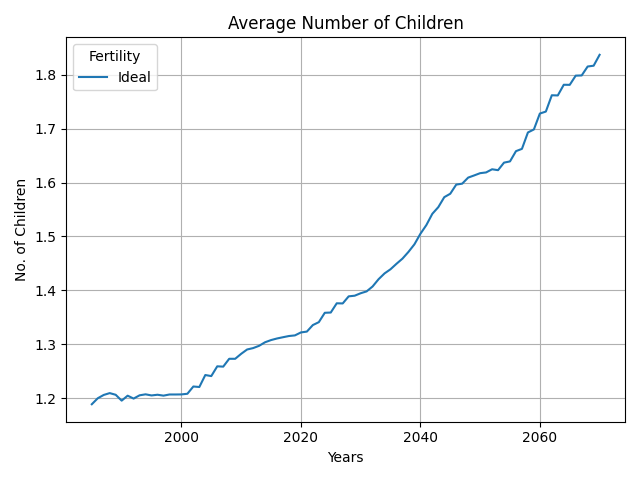 Average Number of Children
Fertility
Ideal
No. of Children
1.8
1.7
1.6
1.5
1.4
1.3
1.2
2000 2020 2040 2060
Years